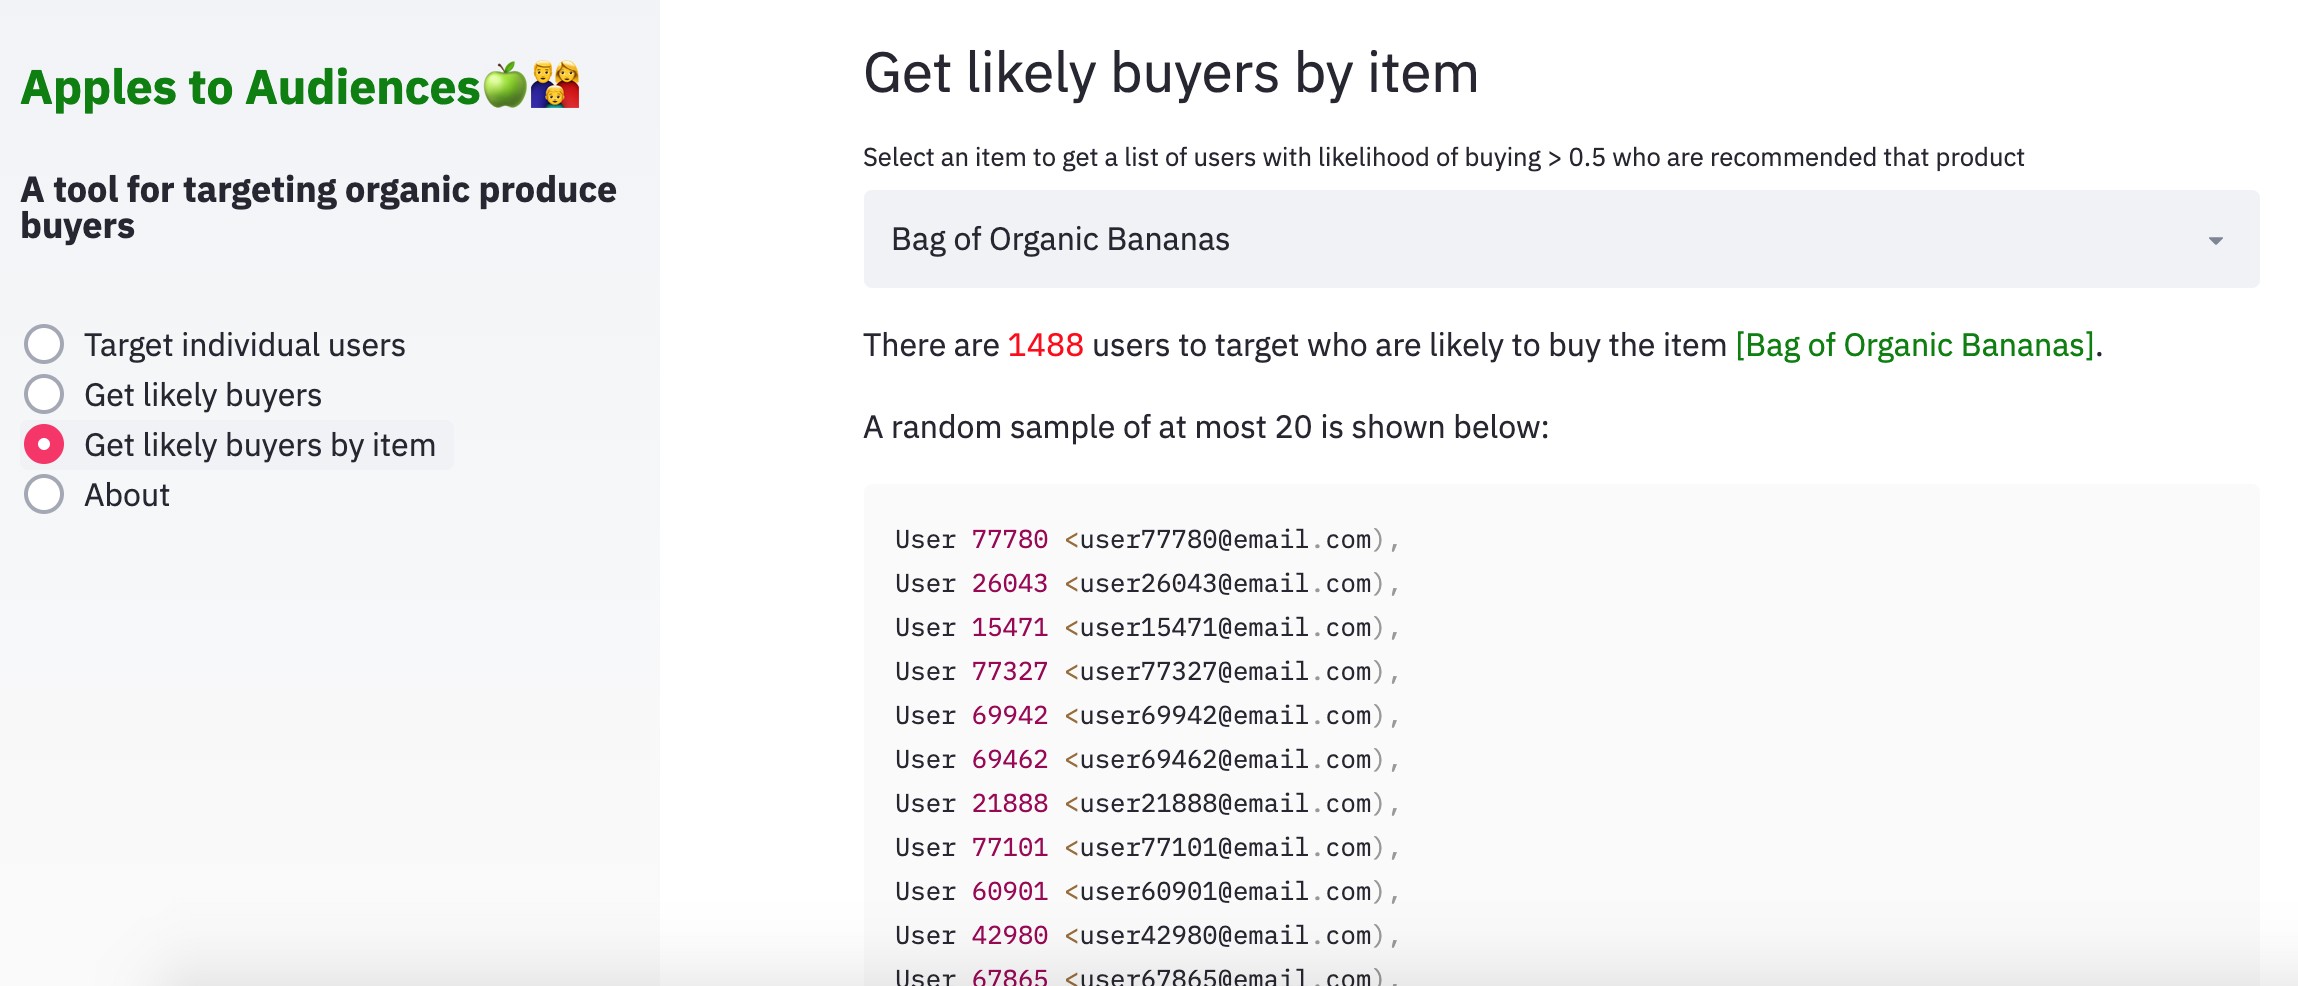 Apples to Audiences
A tool for targeting organic produce
buyers
Target individual users
Get likely buyers
Get likely buyers by item
About
Get likely buyers by item
Select an item to get a list of users with likelihood of buying > 0.5 who are recommended that product
Bag of Organic Bananas
There are 1488 users to target who are likely to buy the item [Bag of Organic Bananas].
A random sample of at most 20 is shown below:
User 77780 <user77780@email.com),
User 26043 <user26043@email.com),
User 15471 <user15471@email.com),
User 77327 <user77327@email.com),
User 69942 <user69942@email.com),
User 69462 <user69462@email.com),
User 21888 <user21888@email.com),
User 77101 <user77101@email.com),
User 60901 <user60901@email.com),
User 42980 <user42980@email.com),
User 67865 <user67865@email.com),